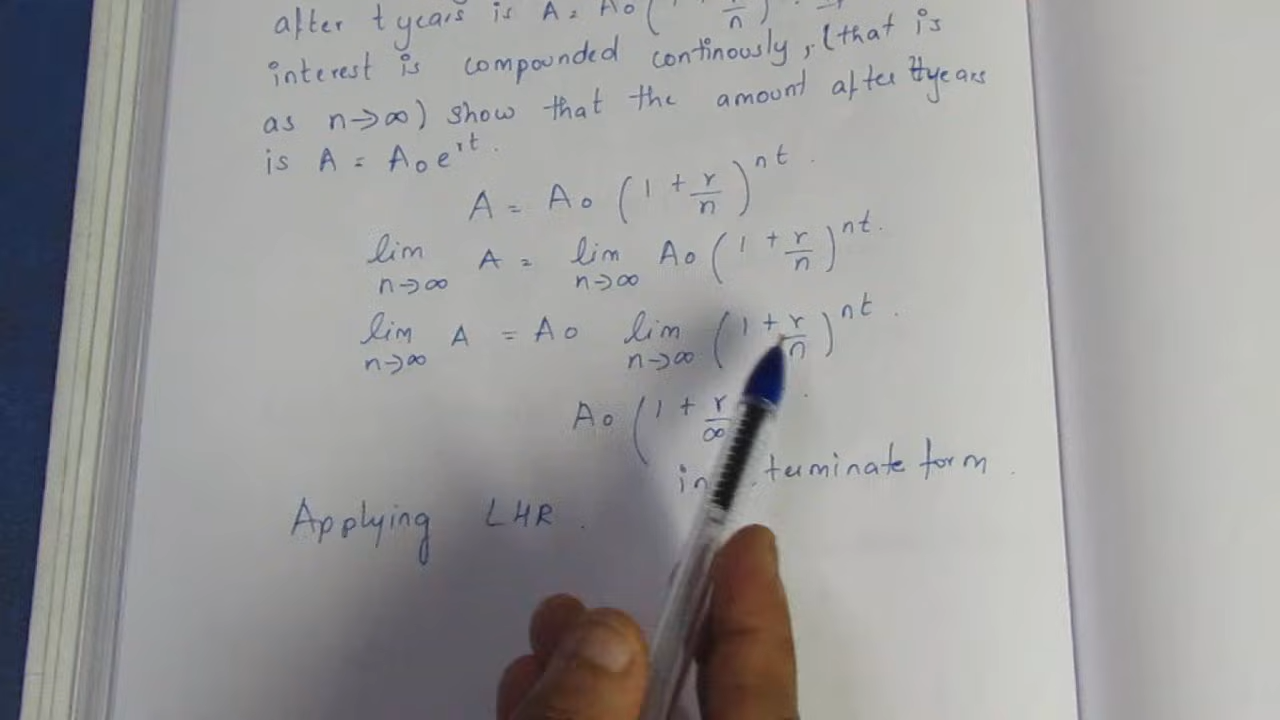 after t years is A = A₀ (1 + r/n)
interest is compounded continously, (that is
as n→∞) show that the amount after t years
is A = A₀e^rt.
A = A₀ (1 + r/n)^nt.
lim n→∞ A = lim n→∞ A₀ (1 + r/n)^nt.
lim n→∞ A = A₀ lim n→∞ (1 + r/n)^nt.
A₀ (1 + r/∞
in terminate form.
Applying LHR.